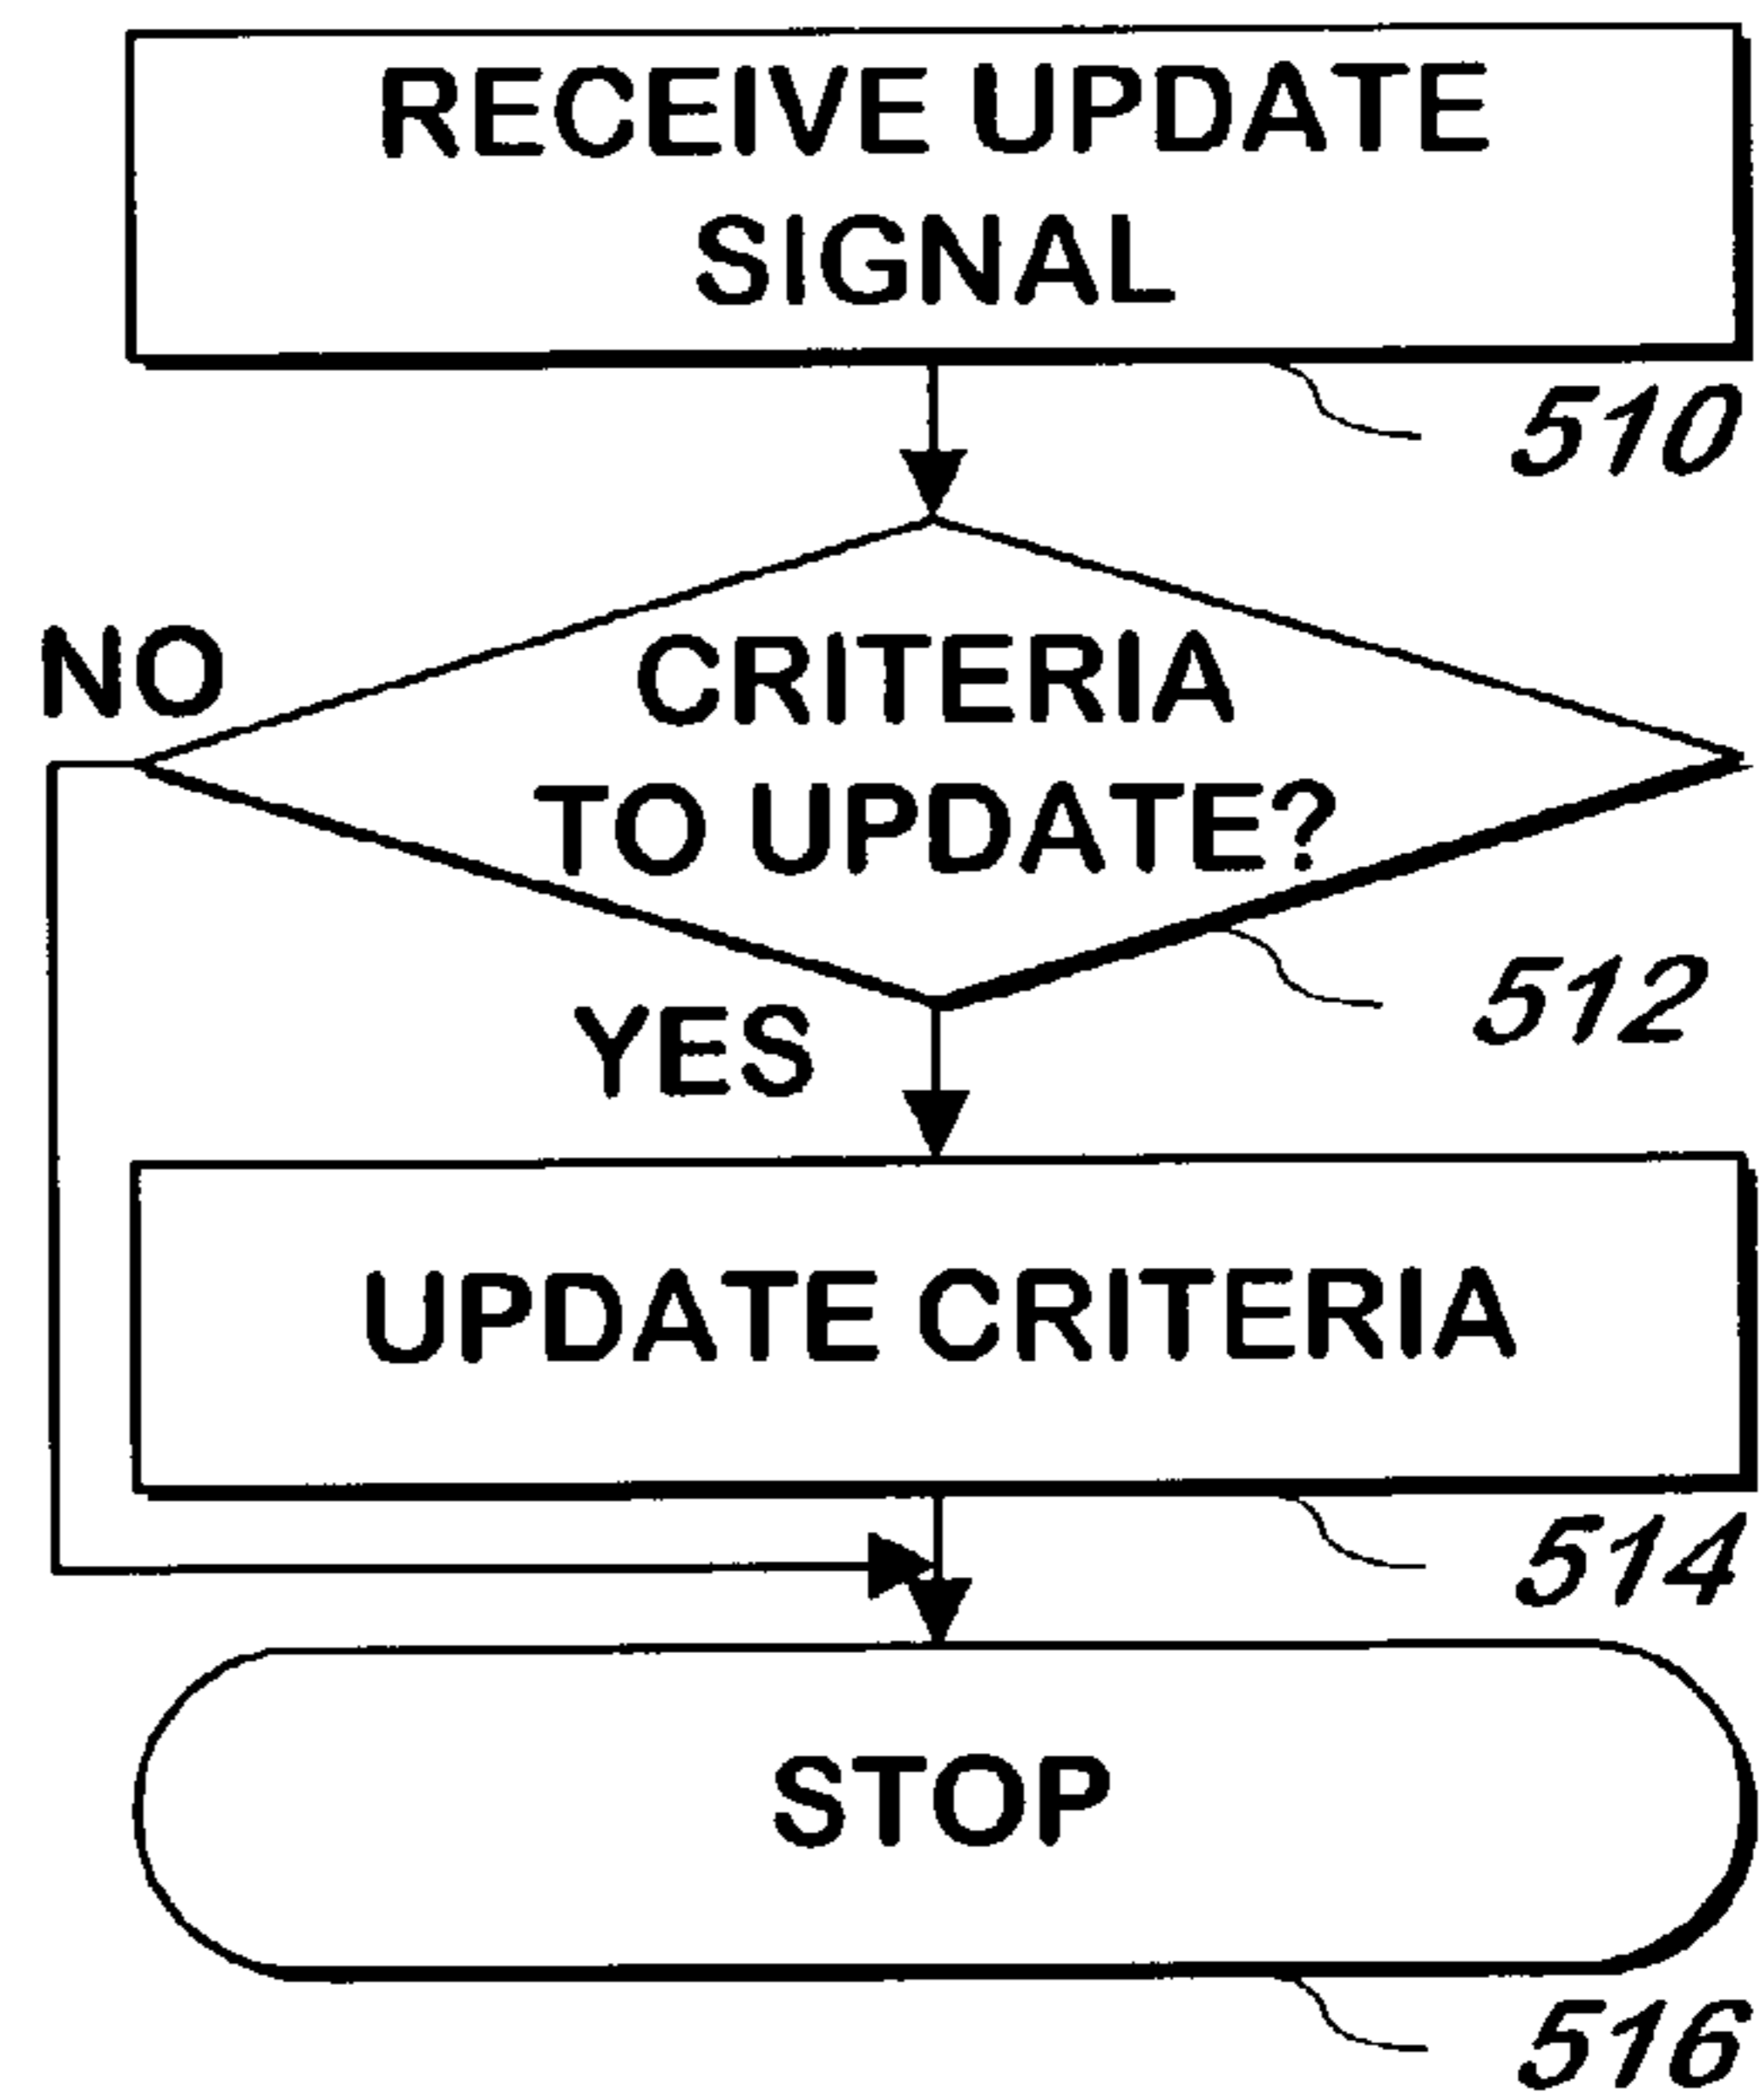 RECEIVE UPDATE
SIGNAL
510
NO
CRITERIA
TO UPDATE?
512
YES
UPDATE CRITERIA
514
STOP
516